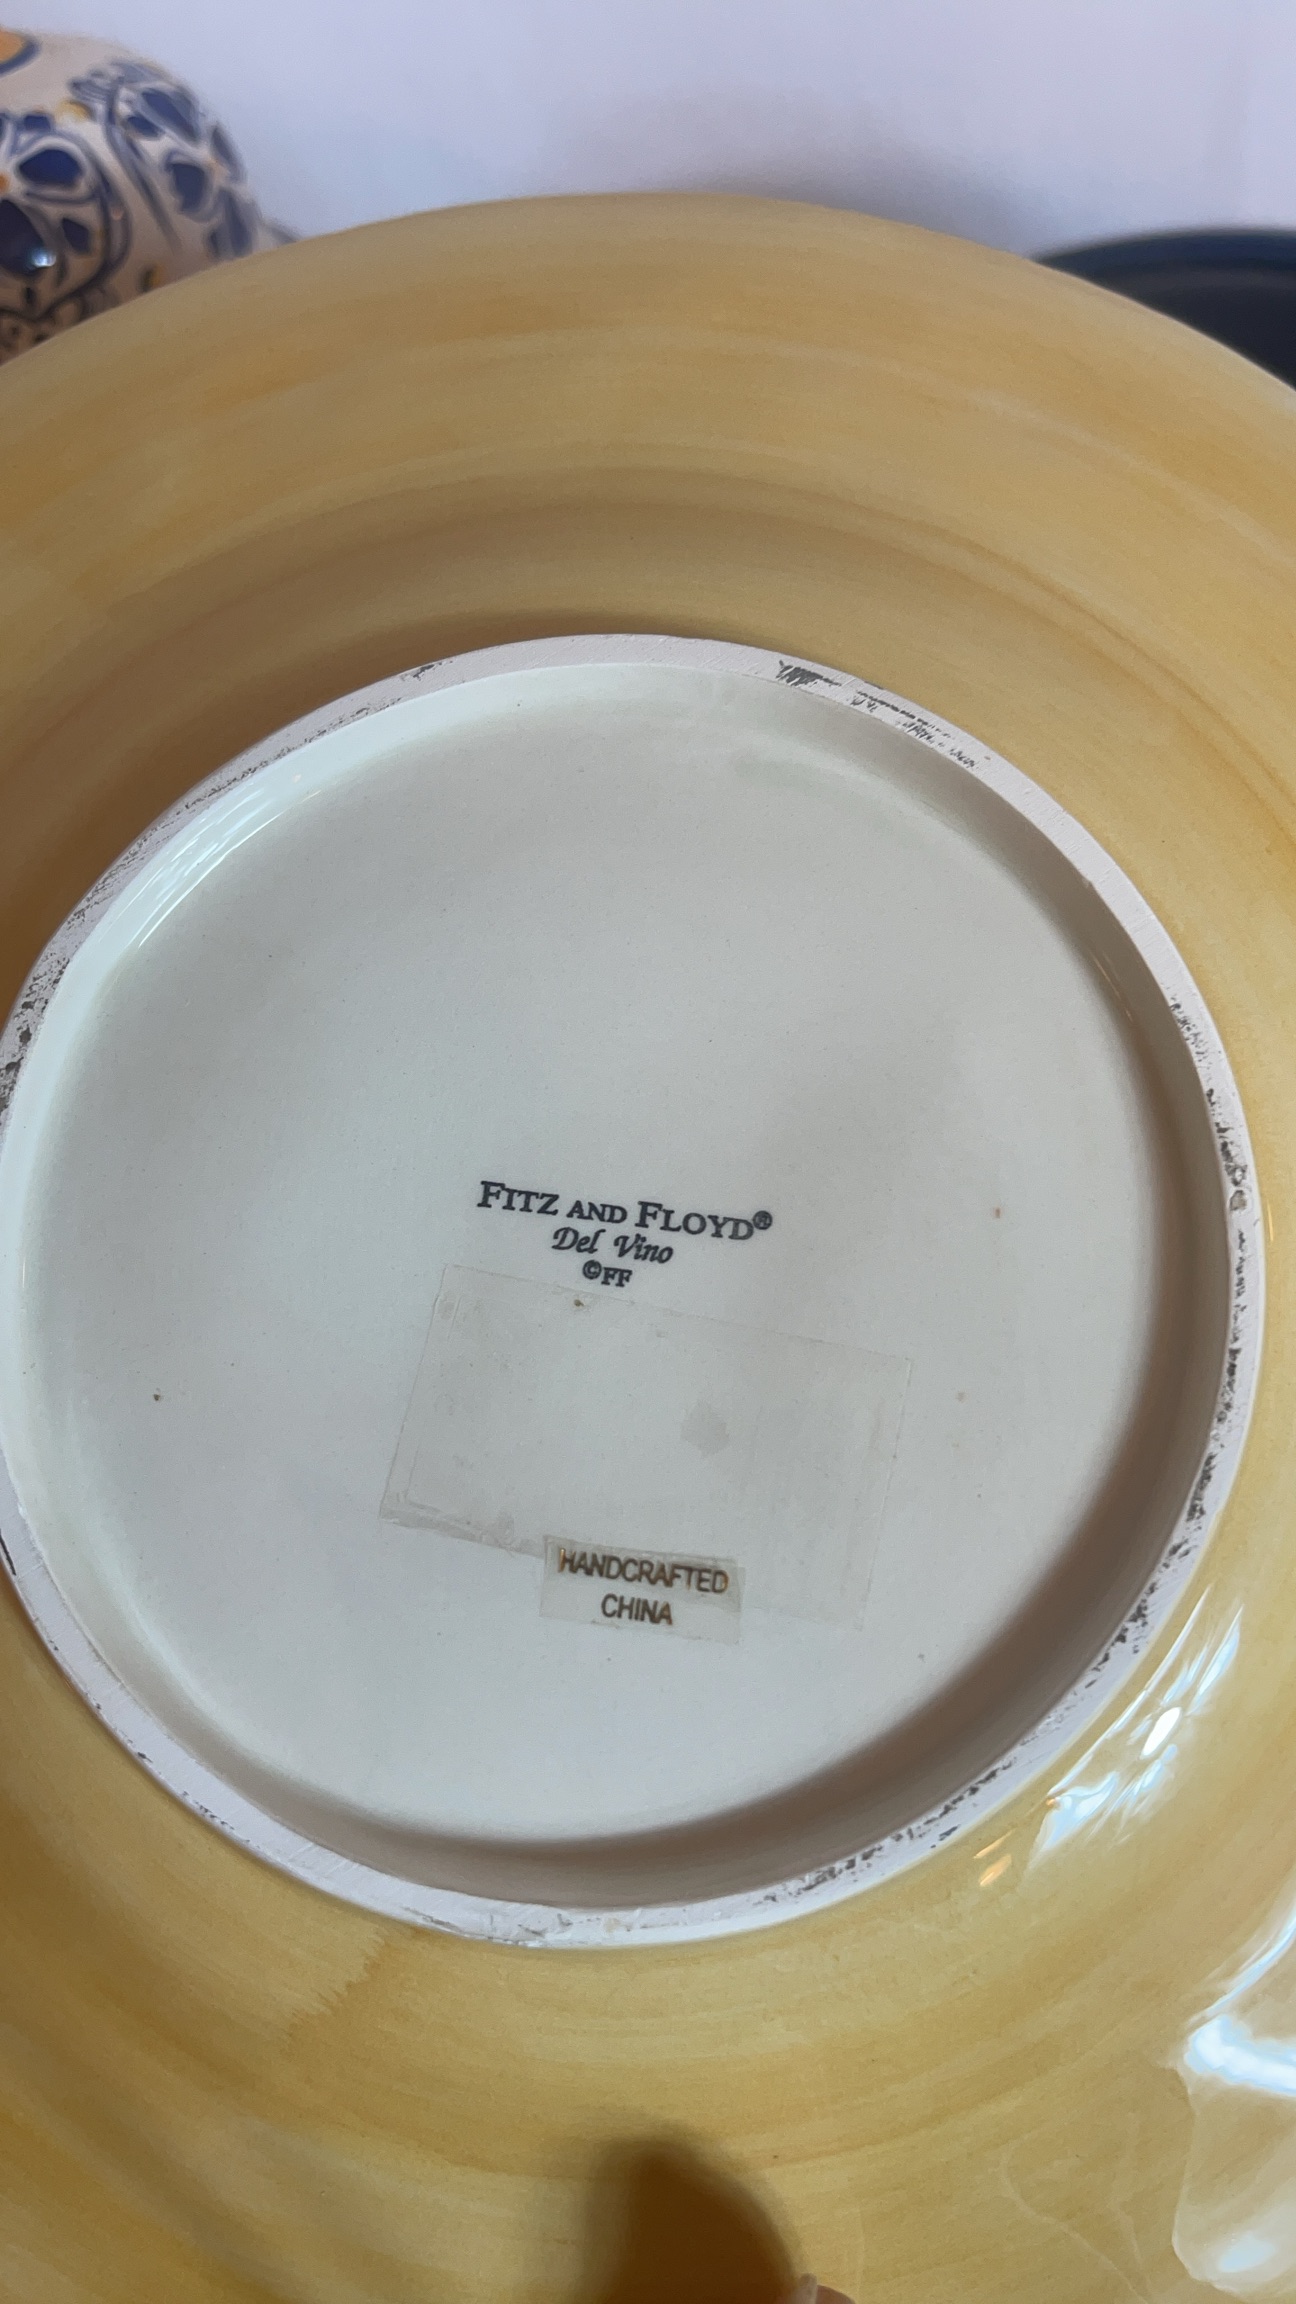 FITZ AND FLOYD®
Del Vino
©FF
HANDCRAFTED
CHINA